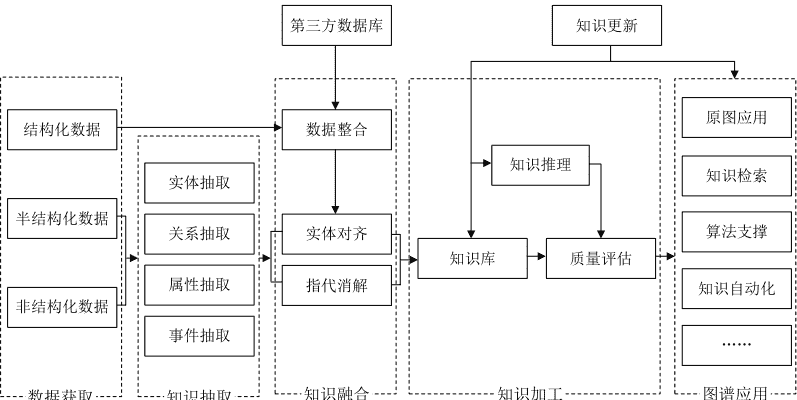 第三方数据库
知识更新
结构化数据
半结构化数据
非结构化数据
数据获取
实体抽取
关系抽取
属性抽取
事件抽取
知识抽取
数据整合
实体对齐
指代消解
知识融合
知识推理
知识库
质量评估
知识加工
原图应用
知识检索
算法支撑
知识自动化
……
图谱应用